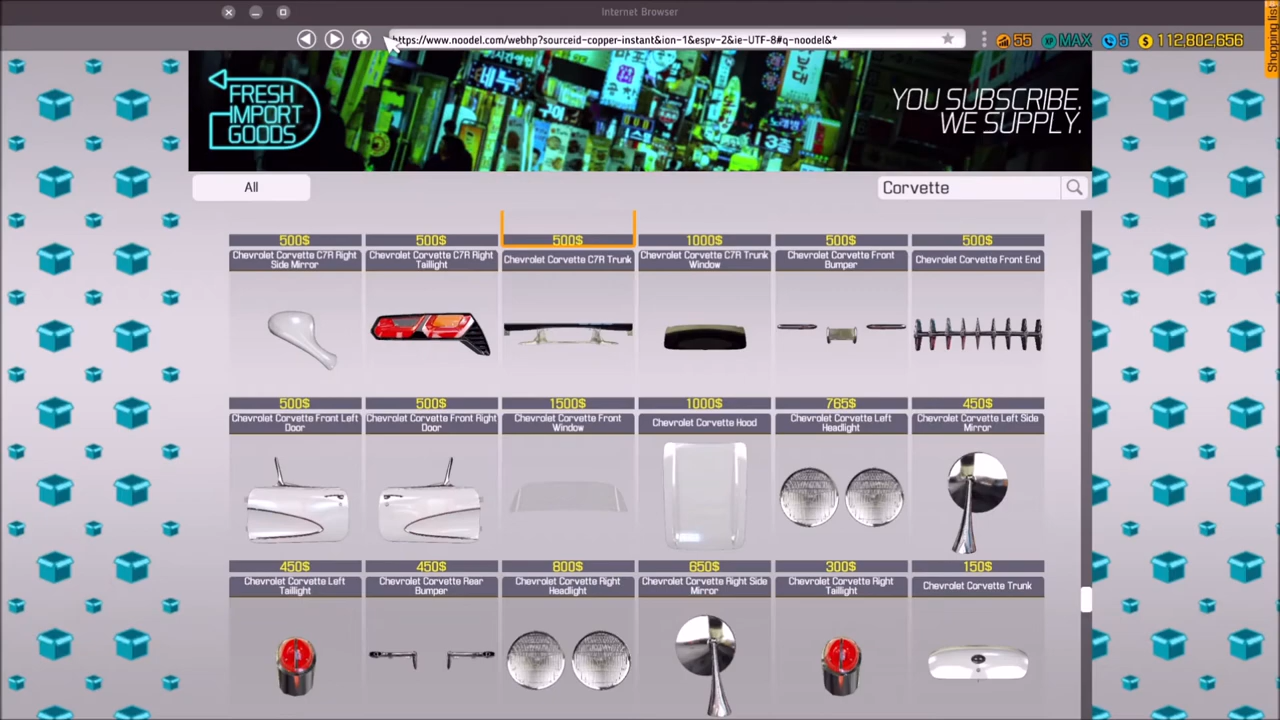 Internet Browser
https://www.noodel.com/webhp?sourceid-copper-instant&ion-1&espv-2&ie-UTF-8#q-noodel&*
55
XP MAX
5
112,802,656
Shopping list
FRESH
IMPORT
GOODS
YOU SUBSCRIBE.
WE SUPPLY.
All
Corvette
500$
500$
500$
1000$
500$
500$
Chevrolet Corvette C7R Right
Side Mirror
Chevrolet Corvette C7R Right
Taillight
Chevrolet Corvette C7R Trunk
Chevrolet Corvette C7R Trunk
Window
Chevrolet Corvette Front
Bumper
Chevrolet Corvette Front End
500$
500$
1500$
1000$
765$
450$
Chevrolet Corvette Front Left
Door
Chevrolet Corvette Front Right
Door
Chevrolet Corvette Front
Window
Chevrolet Corvette Hood
Chevrolet Corvette Left
Headlight
Chevrolet Corvette Left Side
Mirror
450$
450$
800$
650$
300$
150$
Chevrolet Corvette Left
Taillight
Chevrolet Corvette Rear
Bumper
Chevrolet Corvette Right
Headlight
Chevrolet Corvette Right Side
Mirror
Chevrolet Corvette Right
Taillight
Chevrolet Corvette Trunk